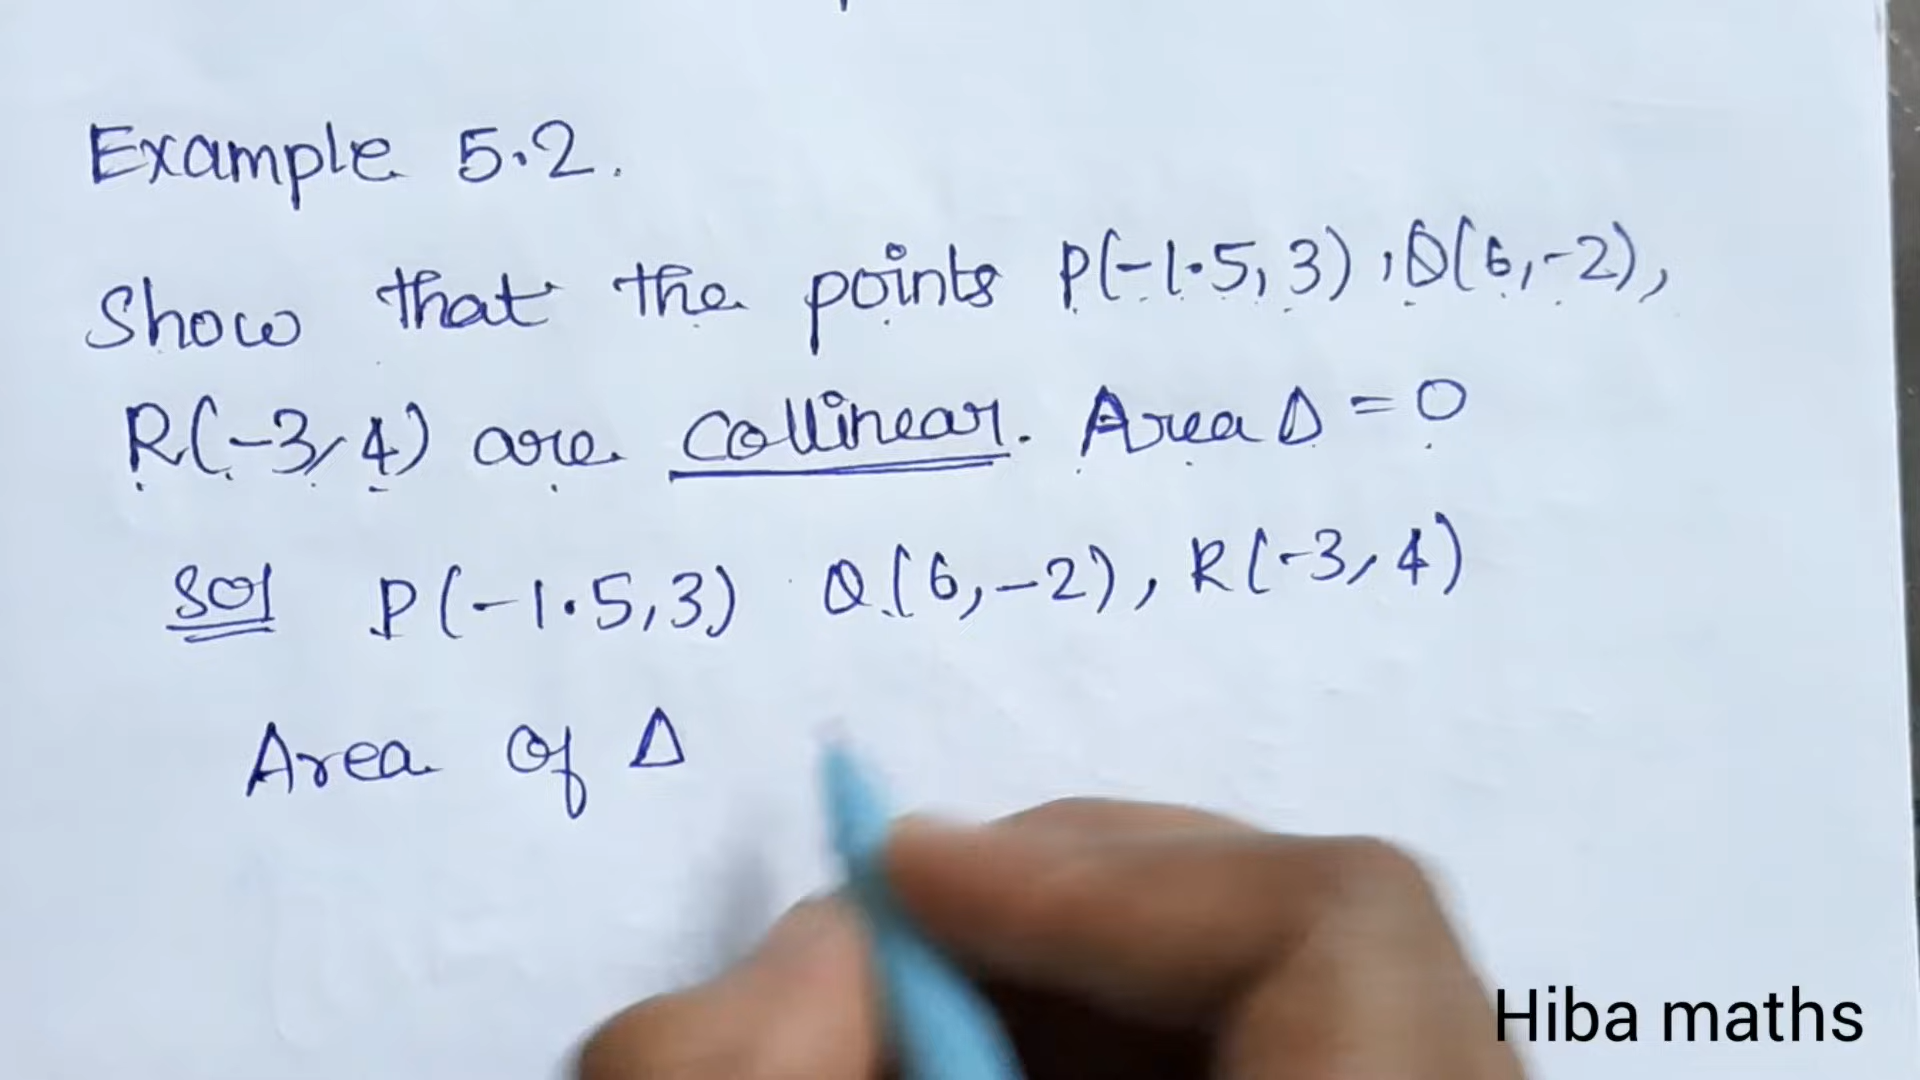 Example 5.2.
Show that the points P(-1.5, 3), Q(6,-2),
R(-3, 4) are collinear. Area Δ = 0
Sol P(-1.5, 3) Q(6, -2), R(-3, 4)
Area of Δ
Hiba maths